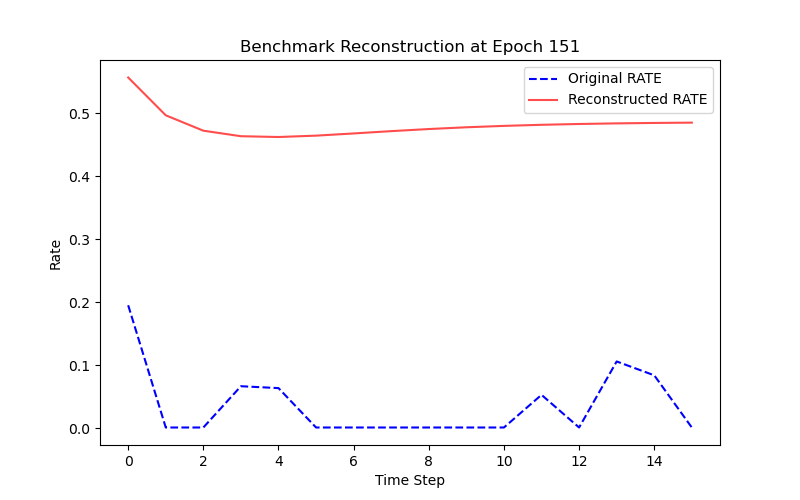 Benchmark Reconstruction at Epoch 151
Original RATE
Reconstructed RATE
0.5
0.4
0.3
0.2
0.1
0.0
Rate
0 2 4 6 8 10 12 14
Time Step